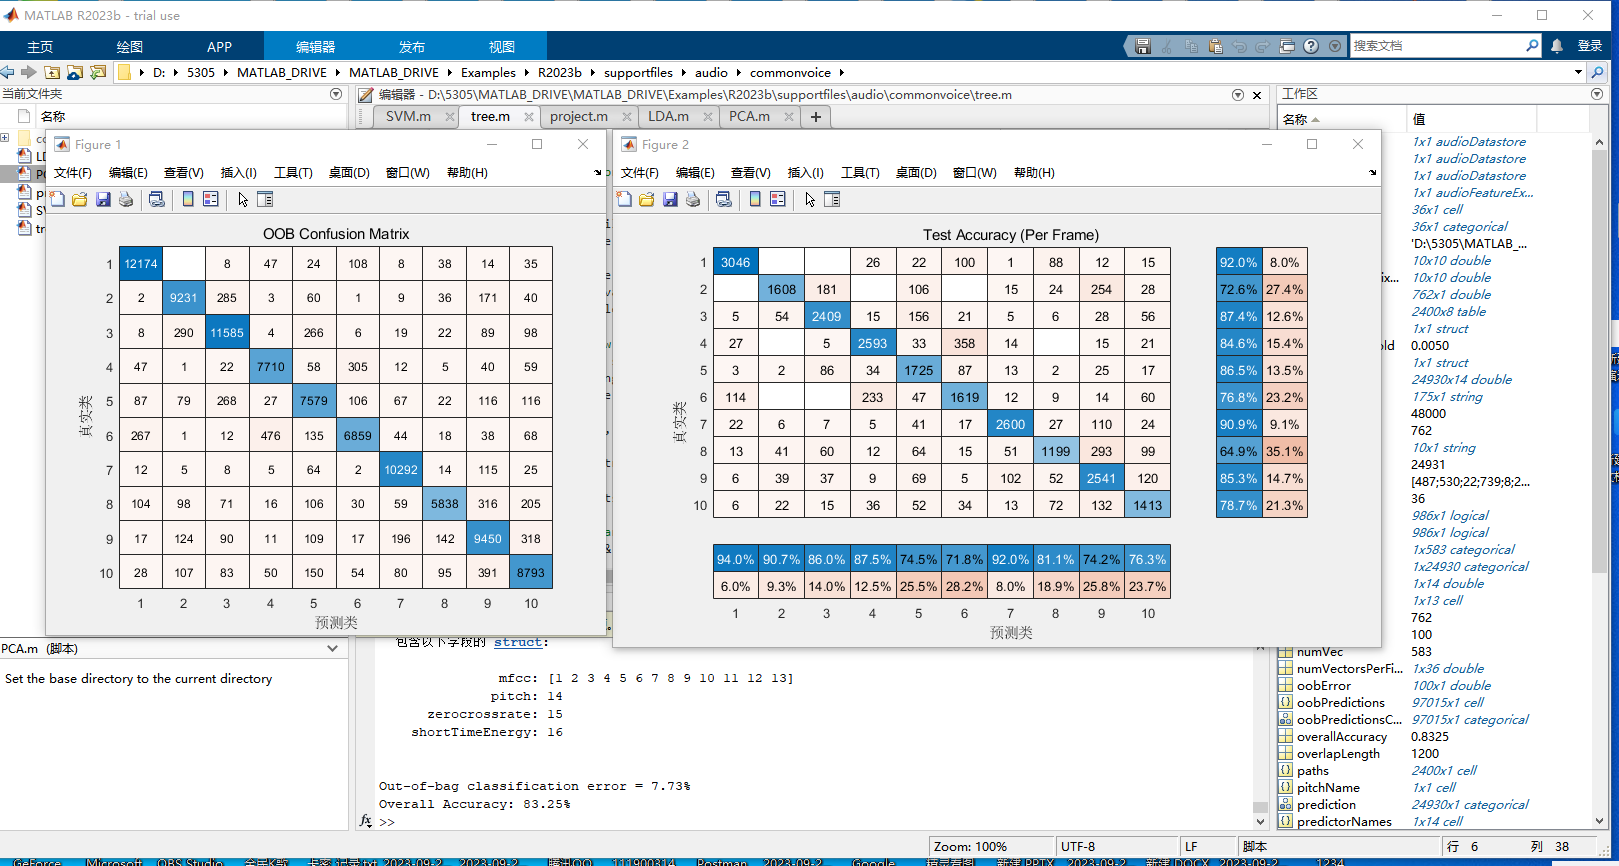 MATLAB R2023b - trial use
主页 绘图 APP 编辑器 发布 视图 搜索文档 登录
D: 5305 MATLAB_DRIVE MATLAB_DRIVE Examples R2023b supportfiles audio commonvoice
当前文件夹
名称
编辑器 - D:\5305\MATLAB_DRIVE\MATLAB_DRIVE\Examples\R2023b\supportfiles\audio\commonvoice\tree.m
SVM.m tree.m project.m LDA.m PCA.m
Figure 1
文件(F) 编辑(E) 查看(V) 插入(I) 工具(T) 桌面(D) 窗口(W) 帮助(H)
OOB Confusion Matrix
1 12174 8 47 24 108 8 38 14 35
2 2 9231 285 3 60 1 9 36 171 40
3 8 290 11585 4 266 6 19 22 89 98
4 47 1 22 7710 58 305 12 5 40 59
5 87 79 268 27 7579 106 67 22 116 116
6 267 1 12 476 135 6859 44 18 38 68
7 12 5 8 5 64 2 10292 14 115 25
8 104 98 71 16 106 30 59 5838 316 205
9 17 124 90 11 109 17 196 142 9450 318
10 28 107 83 50 150 54 80 95 391 8793
1 2 3 4 5 6 7 8 9 10
真实类
预测类
Figure 2
文件(F) 编辑(E) 查看(V) 插入(I) 工具(T) 桌面(D) 窗口(W) 帮助(H)
Test Accuracy (Per Frame)
1 3046 26 22 100 1 88 12 15 92.0% 8.0%
2 1608 181 106 15 24 254 28 72.6% 27.4%
3 5 54 2409 15 156 21 5 6 28 56 87.4% 12.6%
4 27 5 2593 33 358 14 15 21 84.6% 15.4%
5 3 2 86 34 1725 87 13 2 25 17 86.5% 13.5%
6 114 233 47 1619 12 9 14 60 76.8% 23.2%
7 22 6 7 5 41 17 2600 27 110 24 90.9% 9.1%
8 13 41 60 12 64 15 51 1199 293 99 64.9% 35.1%
9 6 39 37 9 69 5 102 52 2541 120 85.3% 14.7%
10 6 22 15 36 52 34 13 72 132 1413 78.7% 21.3%
94.0% 90.7% 86.0% 87.5% 74.5% 71.8% 92.0% 81.1% 74.2% 76.3%
6.0% 9.3% 14.0% 12.5% 25.5% 28.2% 8.0% 18.9% 25.8% 23.7%
1 2 3 4 5 6 7 8 9 10
真实类
预测类
工作区
名称 值
1x1 audioDatastore
1x1 audioDatastore
1x1 audioDatastore
1x1 audioFeatureEx...
36x1 cell
36x1 categorical
'D:\5305\MATLAB_...
10x10 double
10x10 double
762x1 double
2400x8 table
1x1 struct
0.0050
1x1 struct
24930x14 double
175x1 string
48000
762
10x1 string
24931
[487;530;22;739;8;2...
36
986x1 logical
986x1 logical
1x583 categorical
1x24930 categorical
1x14 double
1x13 cell
762
100
numVec 583
numVectorsPerFi... 1x36 double
oobError 100x1 double
oobPredictions 97015x1 cell
oobPredictionsC... 97015x1 categorical
overallAccuracy 0.8325
overlapLength 1200
paths 2400x1 cell
pitchName 1x1 cell
prediction 24930x1 categorical
predictorNames 1x14 cell
PCA.m (脚本)
Set the base directory to the current directory
包含以下字段的 struct:
mfcc: [1 2 3 4 5 6 7 8 9 10 11 12 13]
pitch: 14
zerocrossrate: 15
shortTimeEnergy: 16
Out-of-bag classification error = 7.73%
Overall Accuracy: 83.25%
fx >>
Zoom: 100% UTF-8 LF 脚本 行 6 列 38